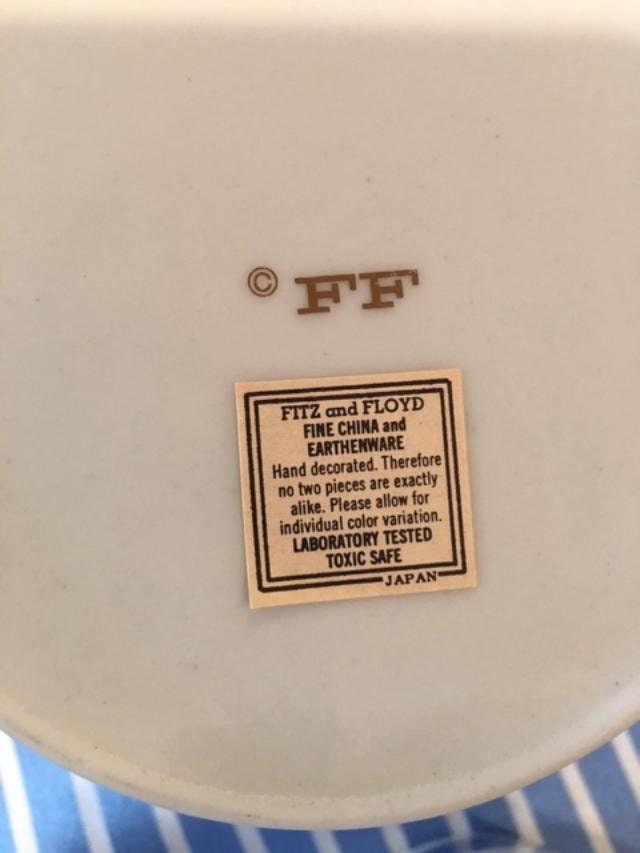 © FF
FITZ and FLOYD
FINE CHINA and
EARTHENWARE
Hand decorated. Therefore
no two pieces are exactly
alike. Please allow for
individual color variation.
LABORATORY TESTED
TOXIC SAFE
JAPAN